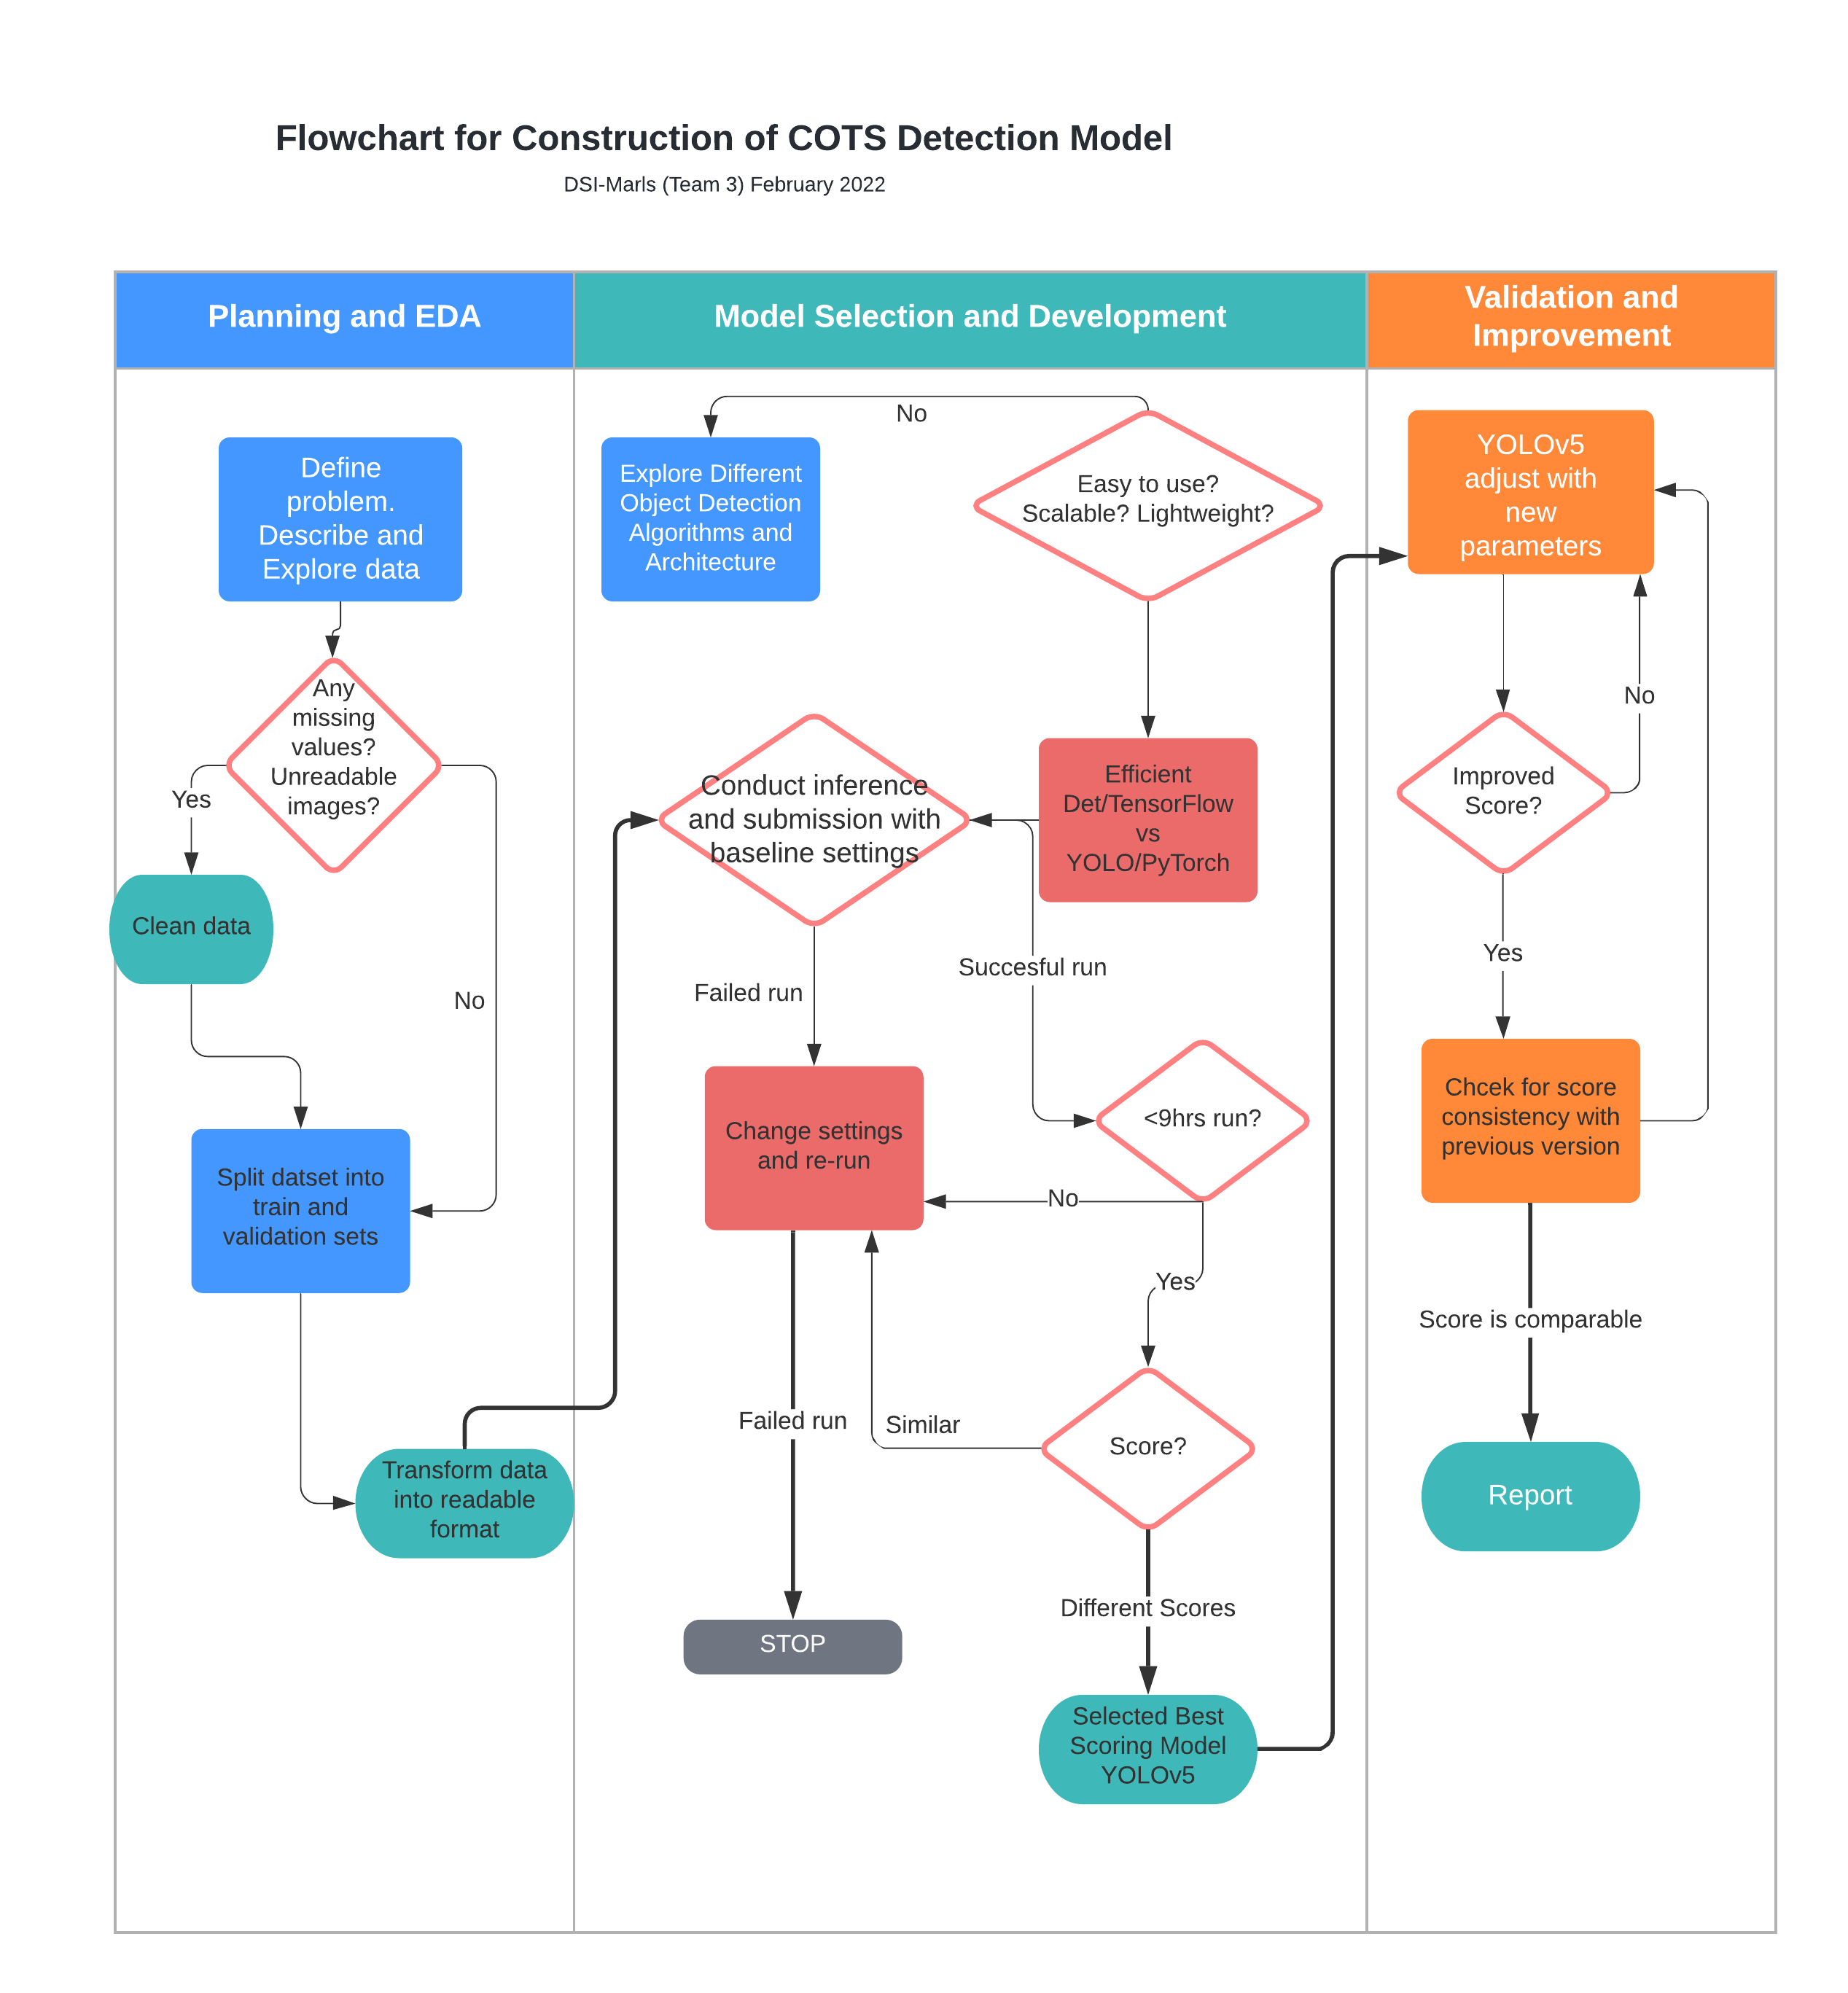 Flowchart for Construction of COTS Detection Model
DSI-Marls (Team 3) February 2022
Planning and EDA
Model Selection and Development
Validation and
Improvement
Define
problem.
Describe and
Explore data
Any
missing
values?
Unreadable
images?
Yes
No
Clean data
Split datset into
train and
validation sets
Transform data
into readable
format
No
Explore Different
Object Detection
Algorithms and
Architecture
Easy to use?
Scalable? Lightweight?
Efficient
Det/TensorFlow
vs
YOLO/PyTorch
Conduct inference
and submission with
baseline settings
Failed run
Succesful run
Change settings
and re-run
<9hrs run?
No
Yes
Failed run
Similar
Score?
STOP
Different Scores
Selected Best
Scoring Model
YOLOv5
YOLOv5
adjust with
new
parameters
No
Improved
Score?
Yes
Chcek for score
consistency with
previous version
Score is comparable
Report